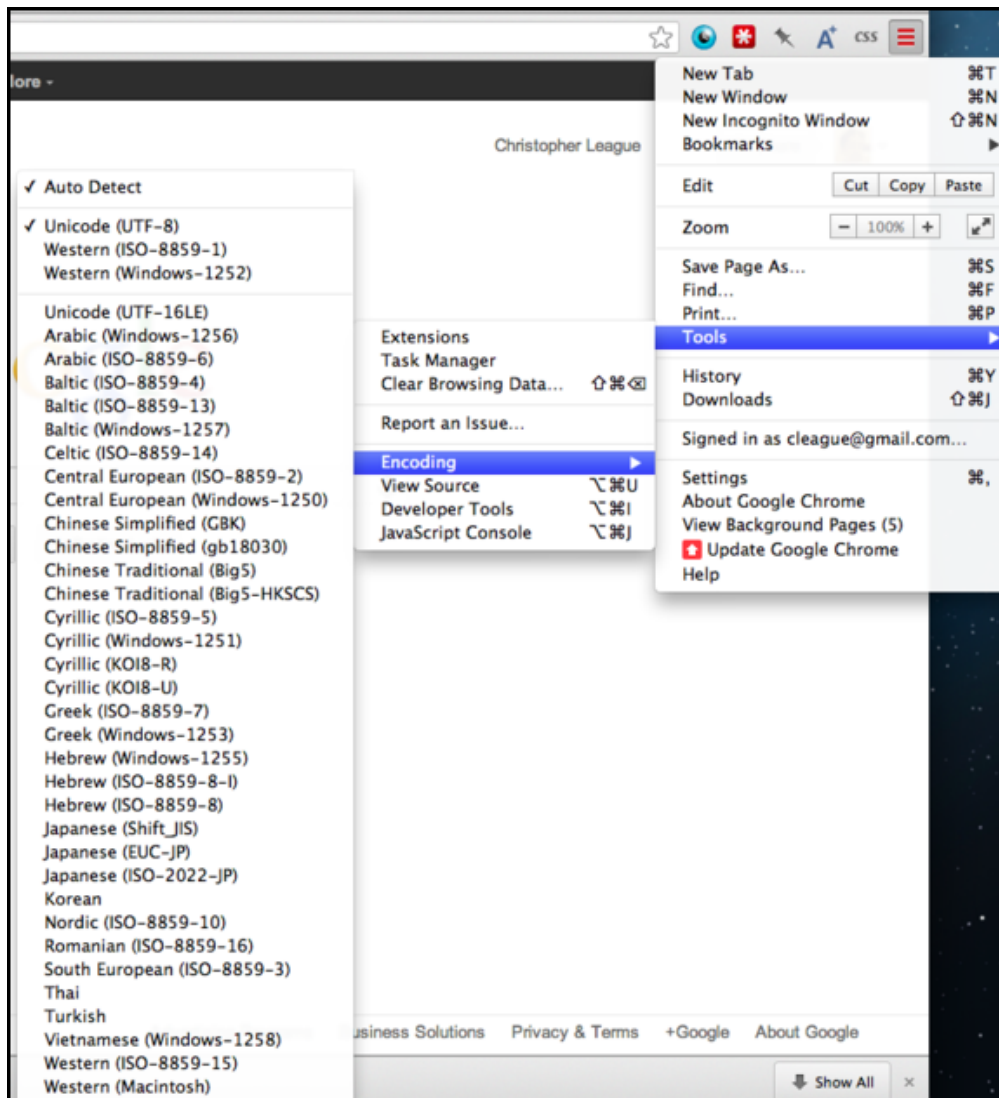 CSS
lore
Christopher League
New Tab ⌘T
New Window ⌘N
New Incognito Window ⇧⌘N
Bookmarks
Edit Cut Copy Paste
Zoom − 100% +
Save Page As... ⌘S
Find... ⌘F
Print... ⌘P
Tools
History ⌘Y
Downloads ⇧⌘J
Signed in as cleague@gmail.com...
Settings ⌘,
About Google Chrome
View Background Pages (5)
Update Google Chrome
Help
Extensions
Task Manager
Clear Browsing Data... ⇧⌘⌫
Report an Issue...
Encoding
View Source ⌥⌘U
Developer Tools ⌥⌘I
JavaScript Console ⌥⌘J
✓ Auto Detect
✓ Unicode (UTF-8)
Western (ISO-8859-1)
Western (Windows-1252)
Unicode (UTF-16LE)
Arabic (Windows-1256)
Arabic (ISO-8859-6)
Baltic (ISO-8859-4)
Baltic (ISO-8859-13)
Baltic (Windows-1257)
Celtic (ISO-8859-14)
Central European (ISO-8859-2)
Central European (Windows-1250)
Chinese Simplified (GBK)
Chinese Simplified (gb18030)
Chinese Traditional (Big5)
Chinese Traditional (Big5-HKSCS)
Cyrillic (ISO-8859-5)
Cyrillic (Windows-1251)
Cyrillic (KOI8-R)
Cyrillic (KOI8-U)
Greek (ISO-8859-7)
Greek (Windows-1253)
Hebrew (Windows-1255)
Hebrew (ISO-8859-8-I)
Hebrew (ISO-8859-8)
Japanese (Shift_JIS)
Japanese (EUC-JP)
Japanese (ISO-2022-JP)
Korean
Nordic (ISO-8859-10)
Romanian (ISO-8859-16)
South European (ISO-8859-3)
Thai
Turkish
Vietnamese (Windows-1258)
Western (ISO-8859-15)
Western (Macintosh)
usiness Solutions Privacy & Terms +Google About Google
Show All ×